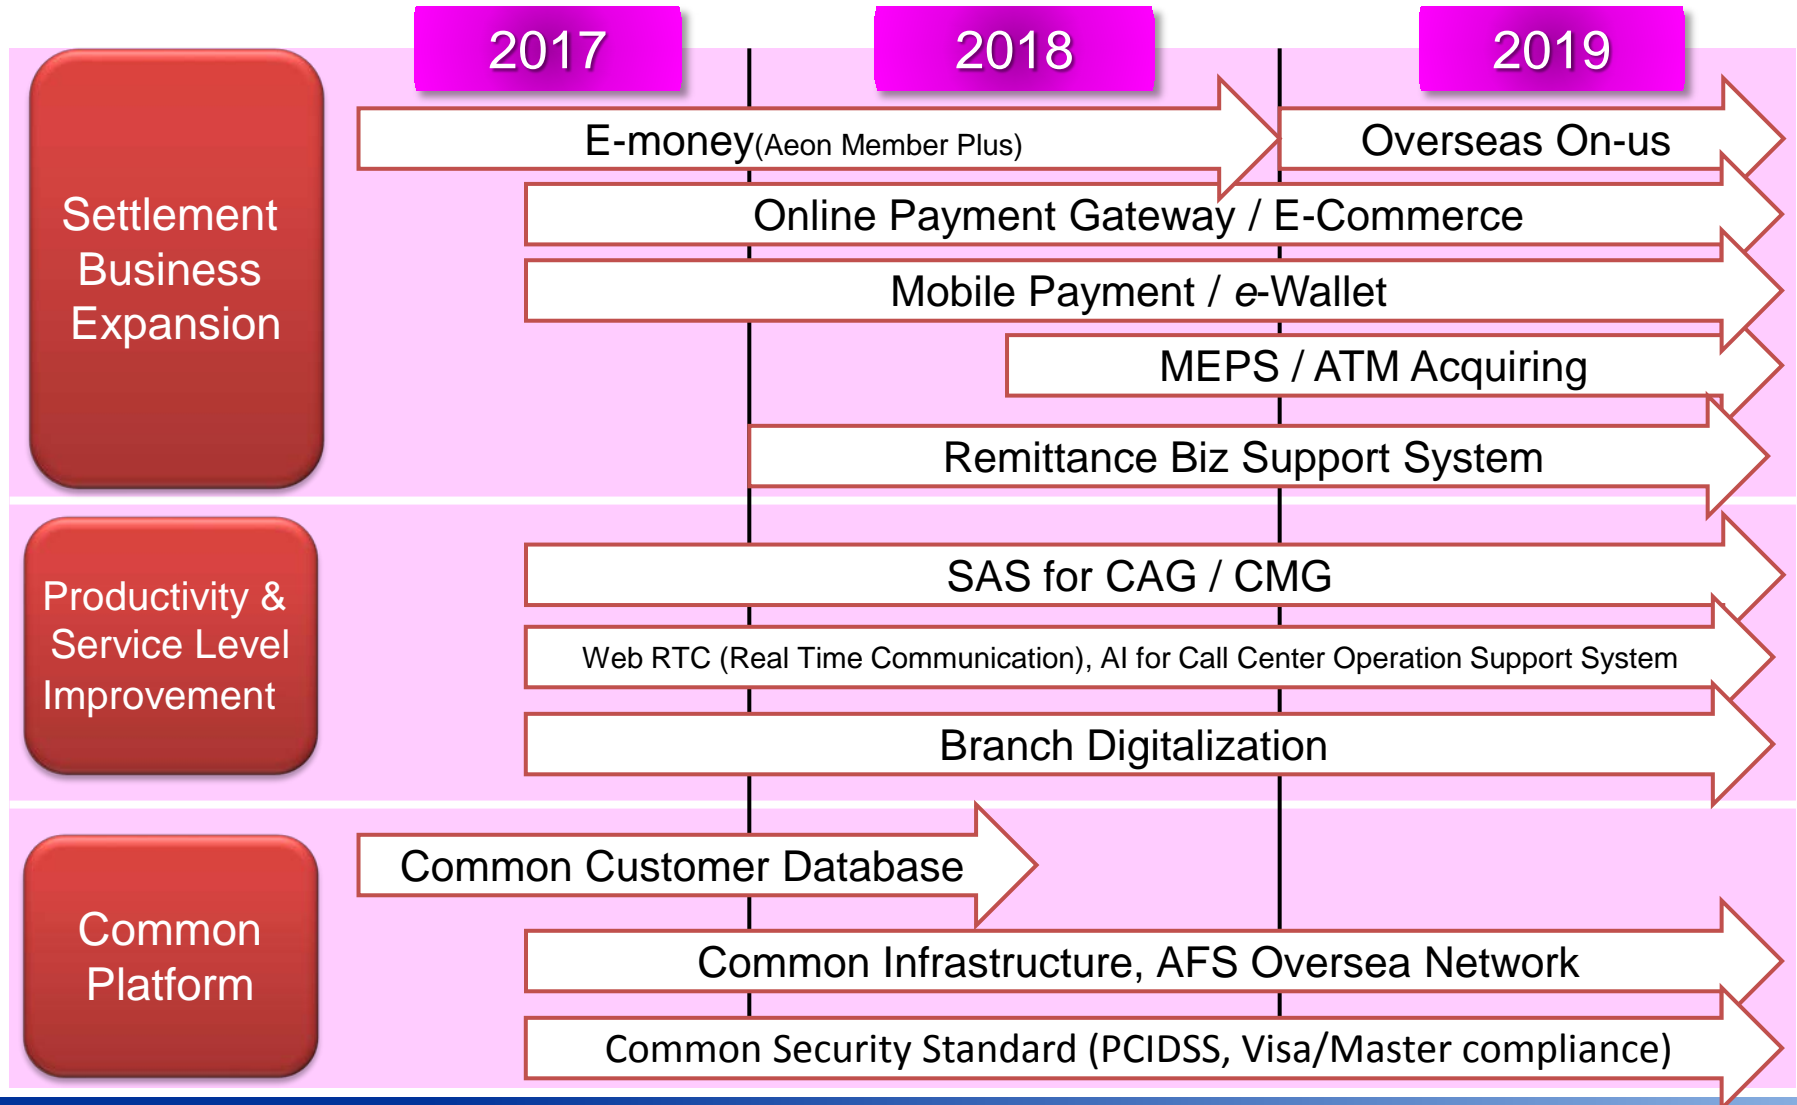 2017
2018
2019
Settlement
Business
Expansion
E-money(Aeon Member Plus)
Overseas On-us
Online Payment Gateway / E-Commerce
Mobile Payment / e-Wallet
MEPS / ATM Acquiring
Remittance Biz Support System
Productivity &
Service Level
Improvement
SAS for CAG / CMG
Web RTC (Real Time Communication), AI for Call Center Operation Support System
Branch Digitalization
Common
Platform
Common Customer Database
Common Infrastructure, AFS Oversea Network
Common Security Standard (PCIDSS, Visa/Master compliance)